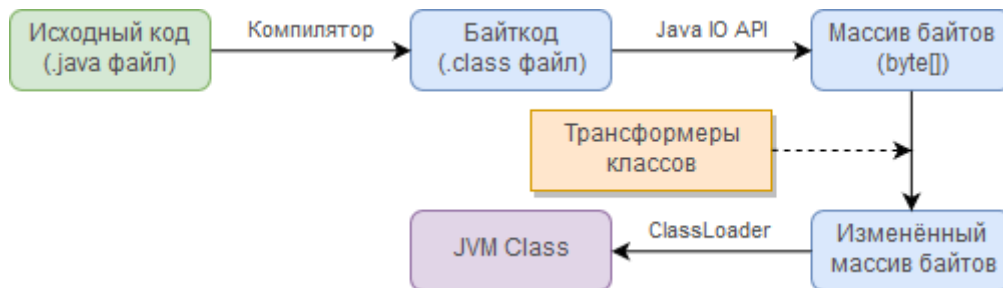 Исходный код
(.java файл)
Компилятор
Байткод
(.class файл)
Java IO API
Массив байтов
(byte[])
Трансформеры
классов
JVM Class
ClassLoader
Изменённый
массив байтов